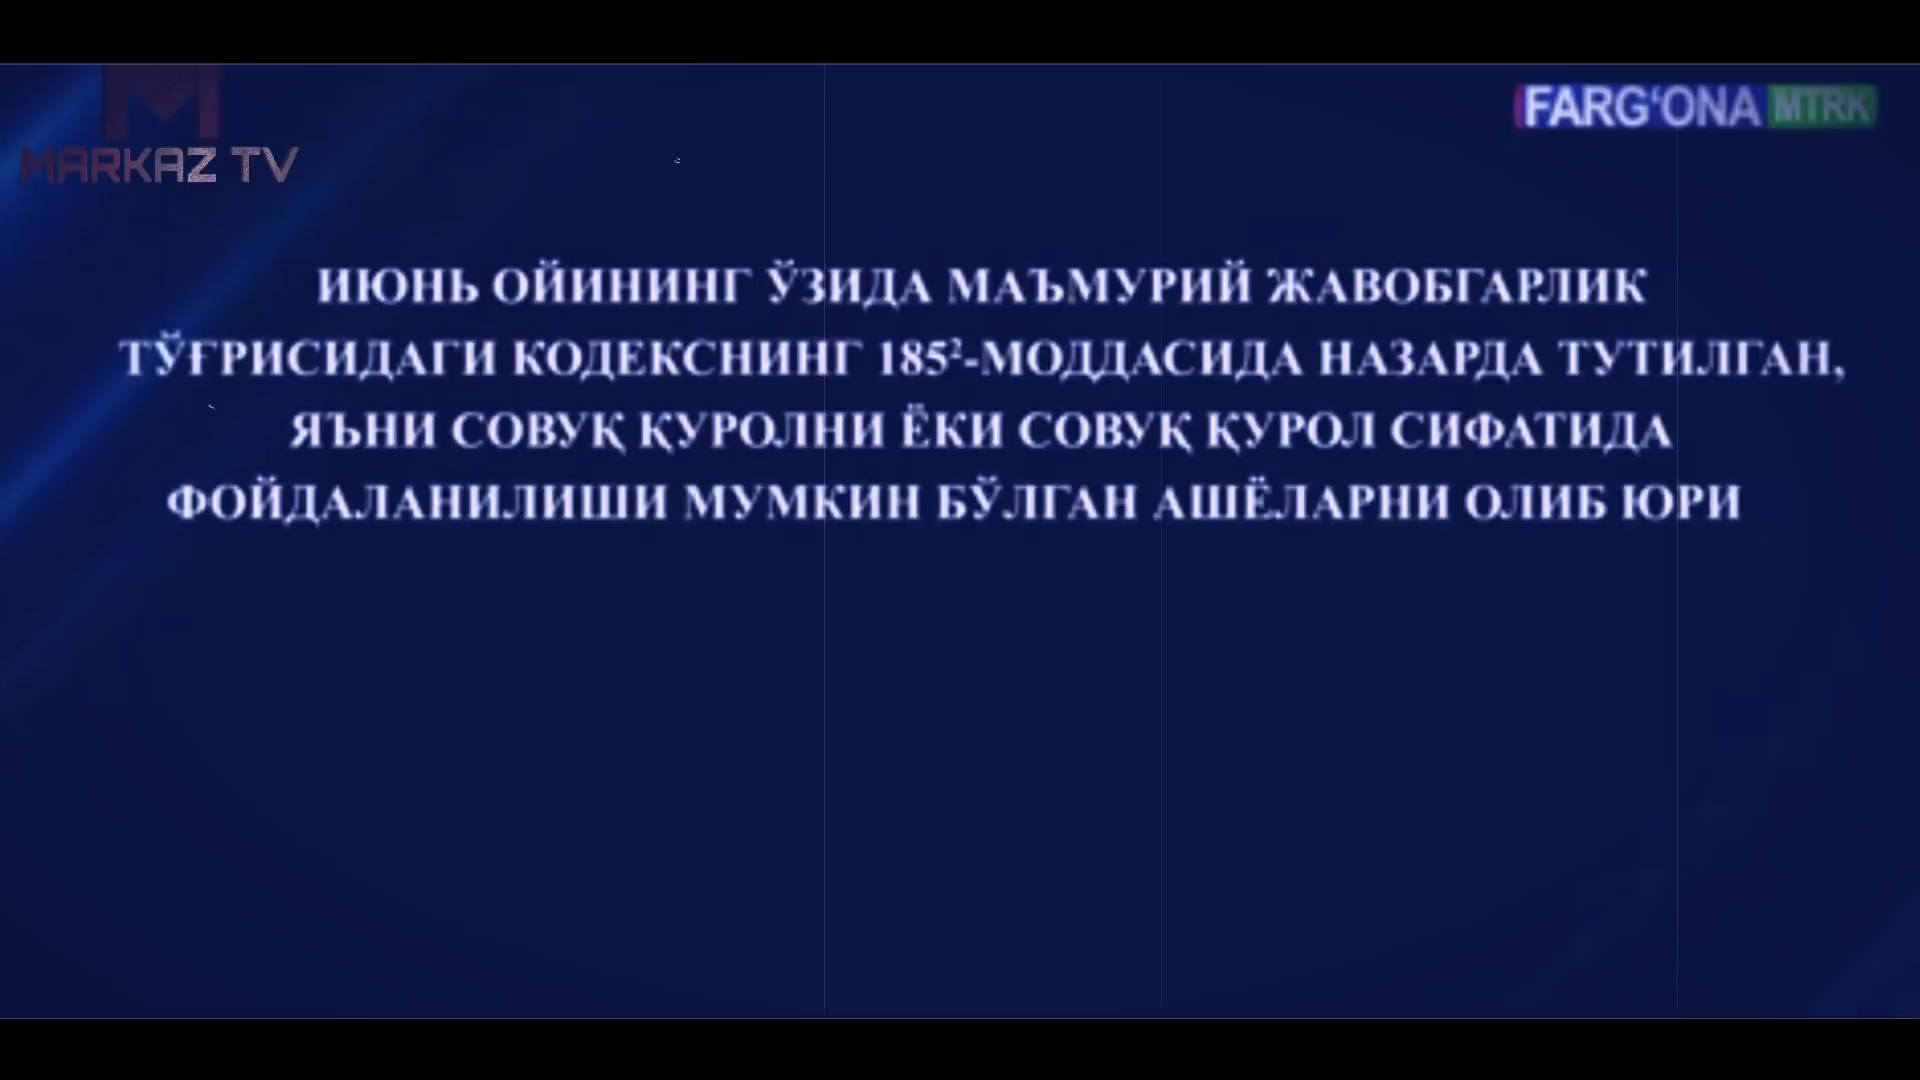 MARKAZ TV
FARG‘ONA MTRK
ИЮНЬ ОЙИНИНГ ЎЗИДА МАЪМУРИЙ ЖАВОБГАРЛИК
ТЎҒРИСИДАГИ КОДЕКСНИНГ 185²-МОДДАСИДА НАЗАРДА ТУТИЛГАН,
ЯЪНИ СОВУҚ ҚУРОЛНИ ЁКИ СОВУҚ ҚУРОЛ СИФАТИДА
ФОЙДАЛАНИЛИШИ МУМКИН БЎЛГАН АШЁЛАРНИ ОЛИБ ЮРИ